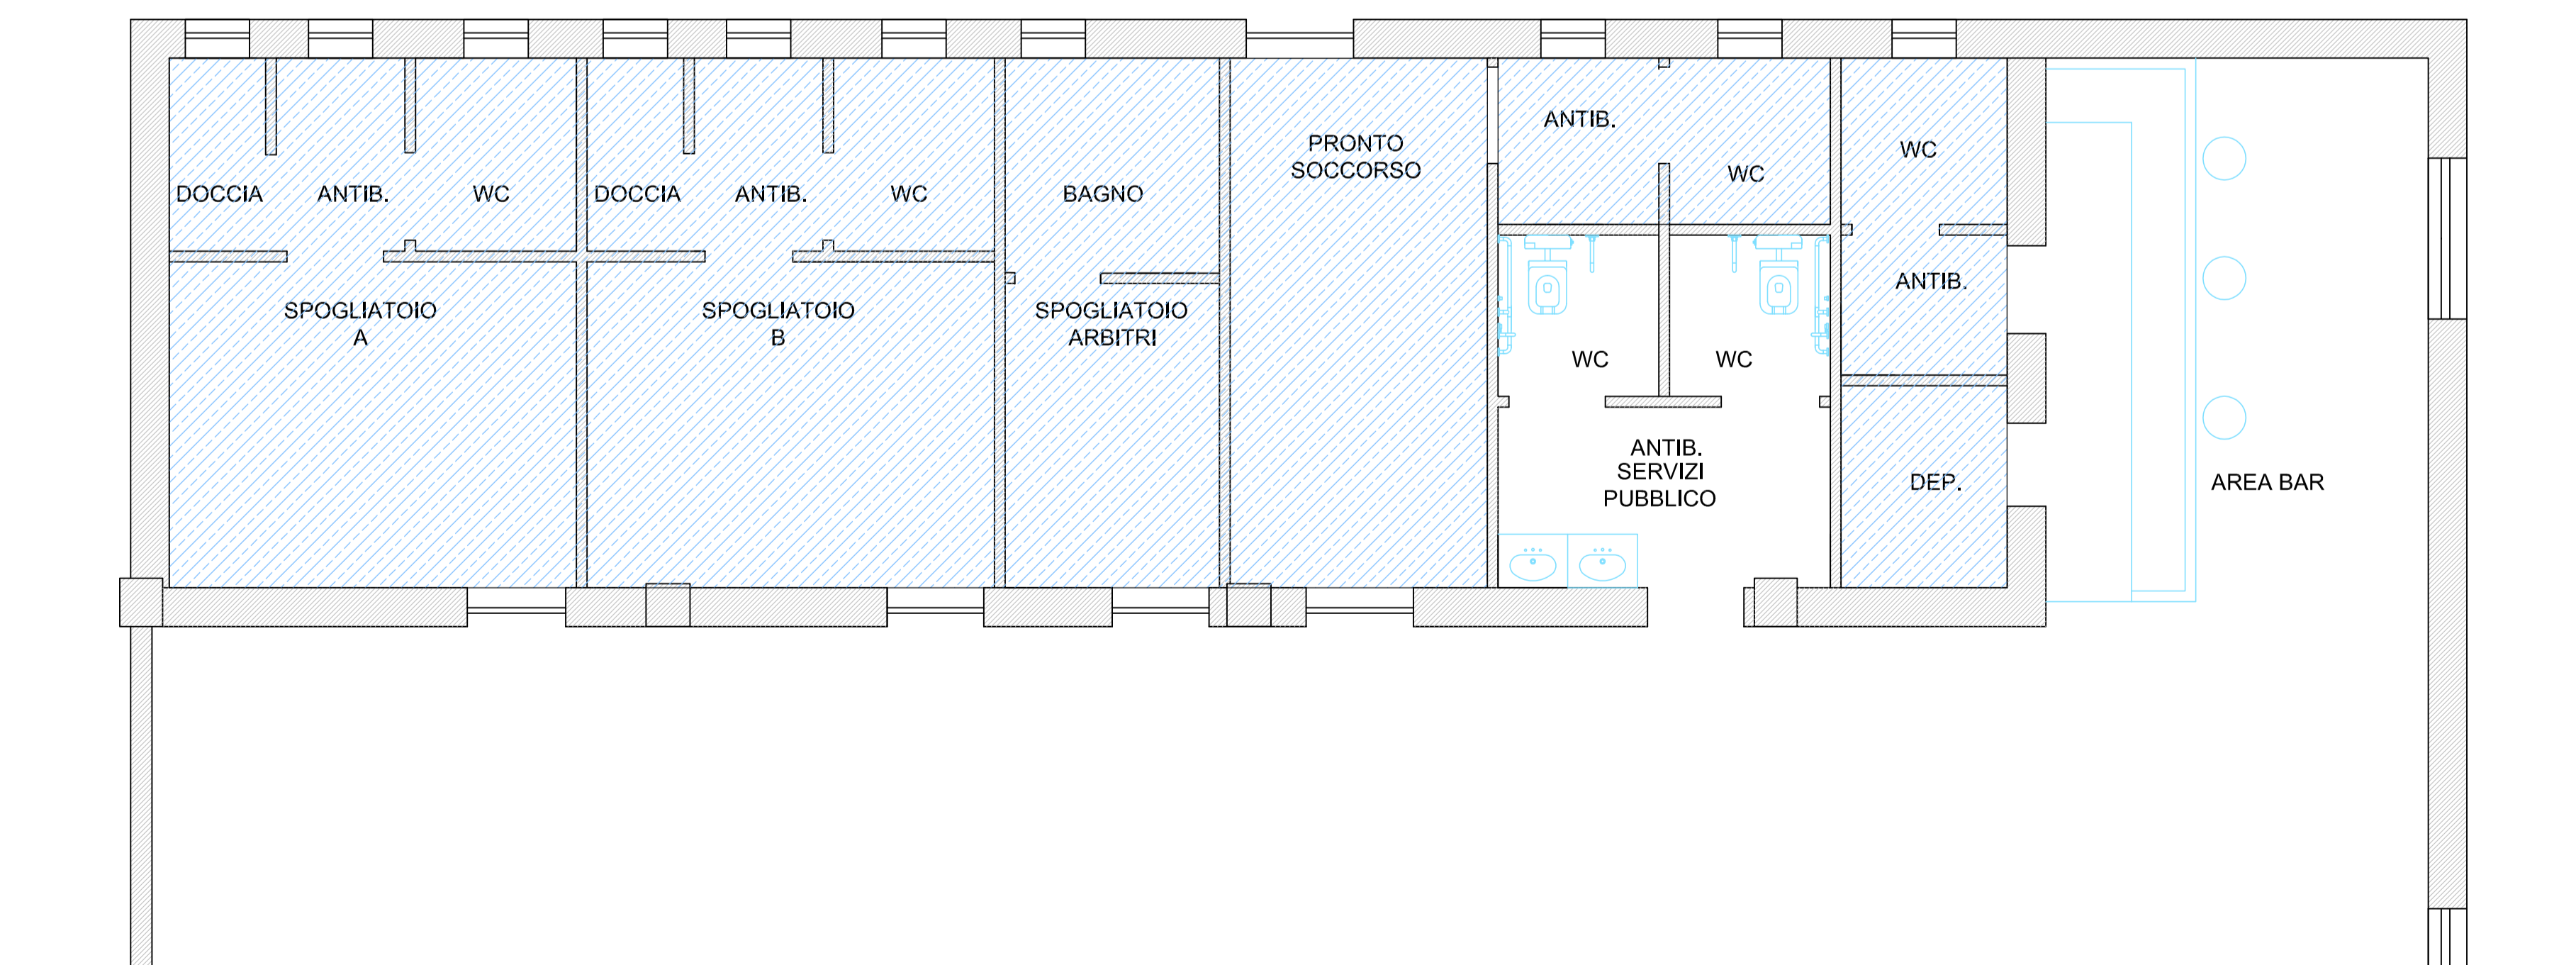 DOCCIA
ANTIB.
WC
SPOGLIATOIO
A
DOCCIA
ANTIB.
WC
SPOGLIATOIO
B
BAGNO
SPOGLIATOIO
ARBITRI
PRONTO
SOCCORSO
ANTIB.
WC
WC
WC
ANTIB.
SERVIZI
PUBBLICO
WC
ANTIB.
DEP.
AREA BAR